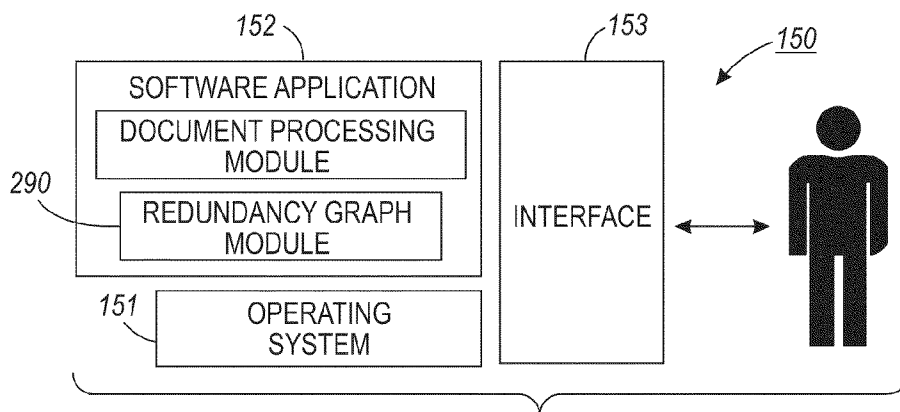 152
153
150
SOFTWARE APPLICATION
DOCUMENT PROCESSING
MODULE
290
REDUNDANCY GRAPH
MODULE
INTERFACE
151
OPERATING
SYSTEM